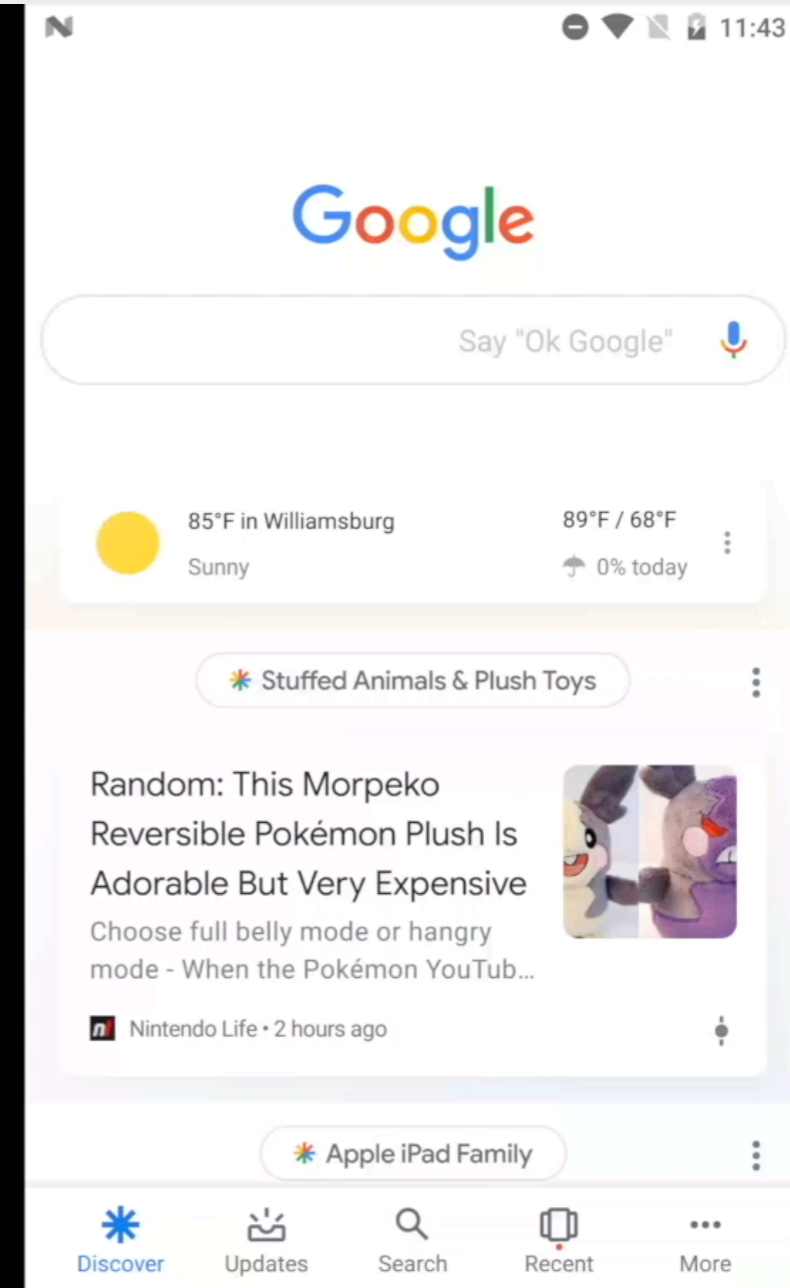 11:43
Google
Say "Ok Google"
85°F in Williamsburg
89°F / 68°F
Sunny
0% today
Stuffed Animals & Plush Toys
Random: This Morpeko
Reversible Pokémon Plush Is
Adorable But Very Expensive
Choose full belly mode or hangry
mode - When the Pokémon YouTub...
Nintendo Life • 2 hours ago
Apple iPad Family
Discover
Updates
Search
Recent
More